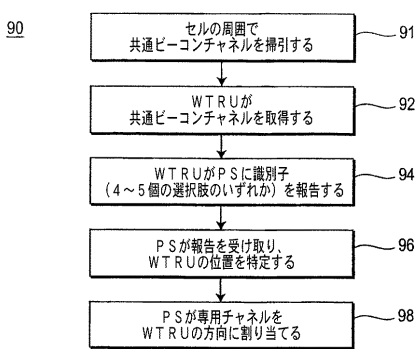 90
セルの周囲で
共通ビーコンチャネルを掃引する
91
WTRUが
共通ビーコンチャネルを取得する
92
WTRUがPSに識別子
(4~5個の選択肢のいずれか)を報告する
94
PSが報告を受け取り、
WTRUの位置を特定する
96
PSが専用チャネルを
WTRUの方向に割り当てる
98